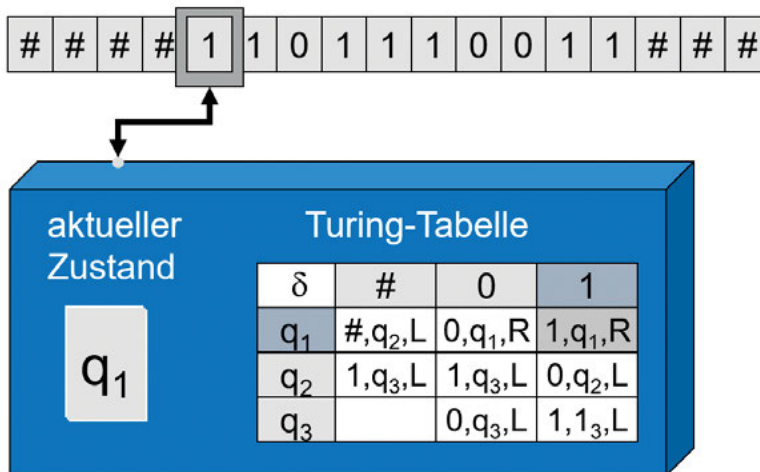 # # # # 1 1 0 1 1 1 0 0 1 1 # # #
aktueller Zustand
q₁
Turing-Tabelle
δ # 0 1
q₁ #,q₂,L 0,q₁,R 1,q₁,R
q₂ 1,q₃,L 1,q₃,L 0,q₂,L
q₃ 0,q₃,L 1,1₃,L